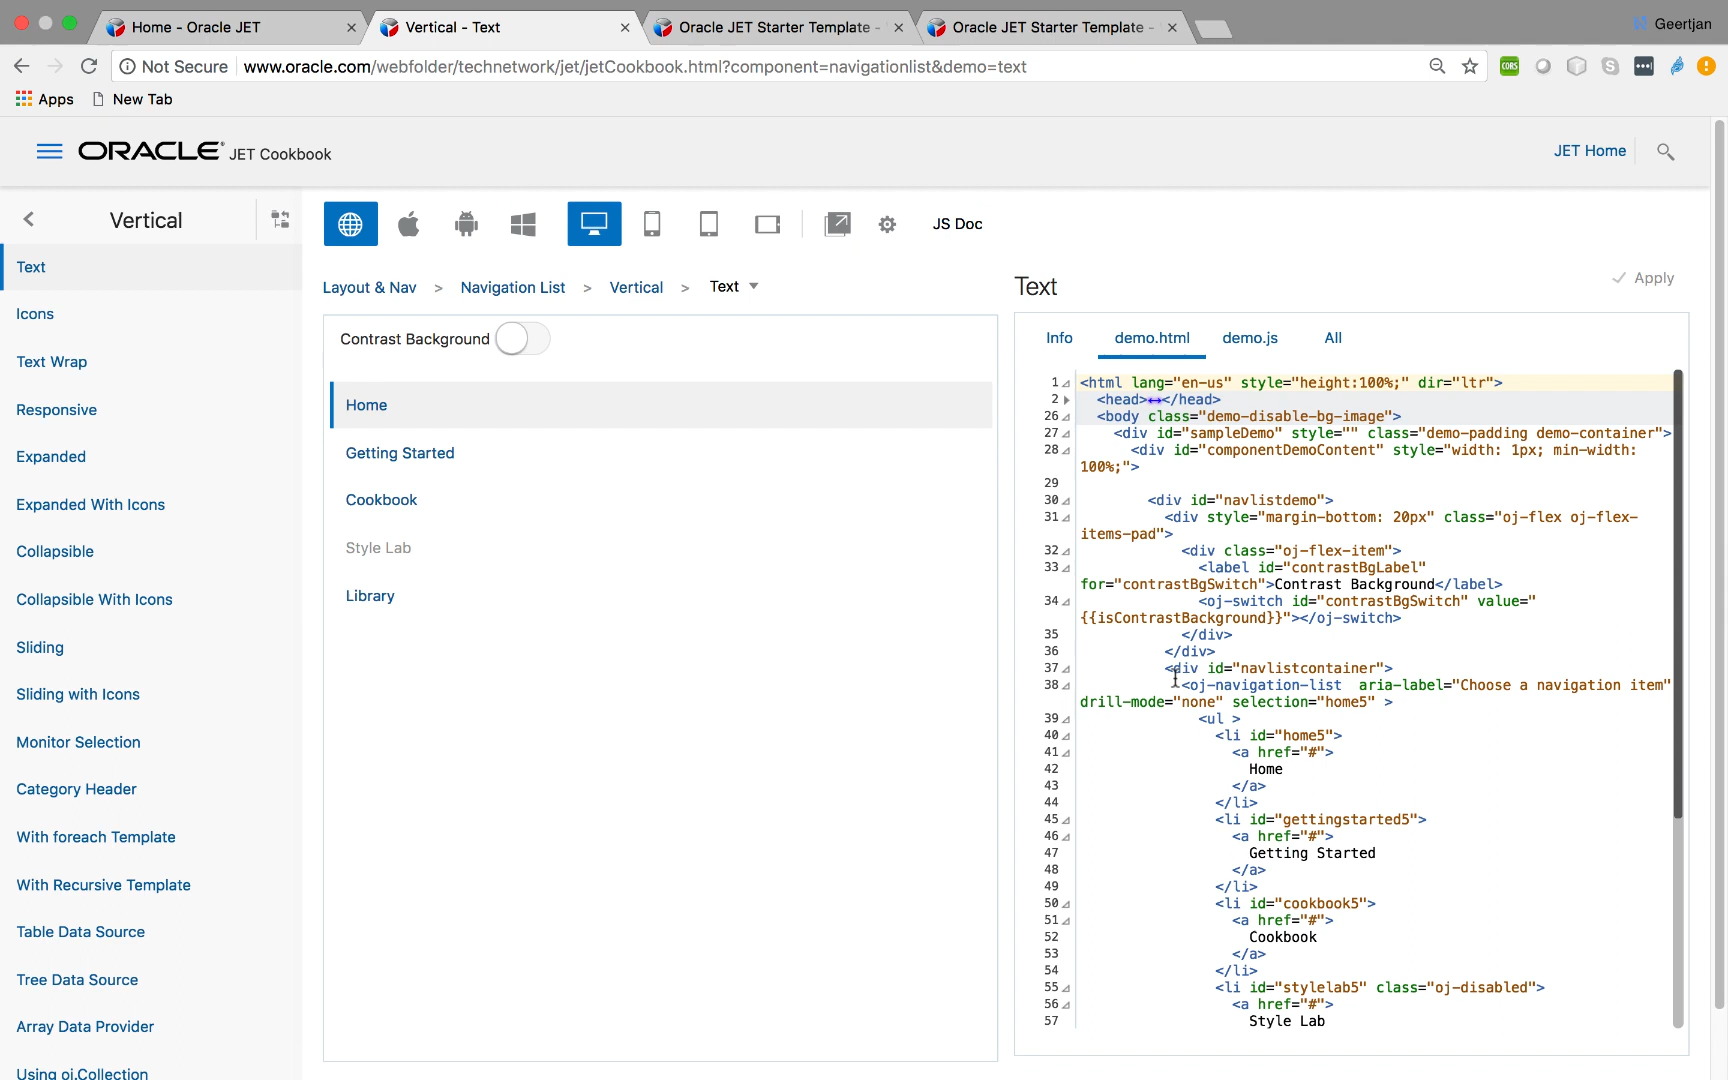 Home - Oracle JET
Vertical - Text
Oracle JET Starter Template -
Oracle JET Starter Template -
Geertjan
Not Secure
www.oracle.com/webfolder/technetwork/jet/jetCookbook.html?component=navigationlist&demo=text
CORS
Apps
New Tab
ORACLE JET Cookbook
JET Home
Vertical
JS Doc
Text
Icons
Text Wrap
Responsive
Expanded
Expanded With Icons
Collapsible
Collapsible With Icons
Sliding
Sliding with Icons
Monitor Selection
Category Header
With foreach Template
With Recursive Template
Table Data Source
Tree Data Source
Array Data Provider
Using oj.Collection
Layout & Nav > Navigation List > Vertical > Text
Contrast Background
Home
Getting Started
Cookbook
Style Lab
Library
Text
Apply
Info demo.html demo.js All
1 <html lang="en-us" style="height:100%;" dir="ltr">
2 <head>↔</head>
26 <body class="demo-disable-bg-image">
27 <div id="sampleDemo" style="" class="demo-padding demo-container">
28 <div id="componentDemoContent" style="width: 1px; min-width:
100%;">
29
30 <div id="navlistdemo">
31 <div style="margin-bottom: 20px" class="oj-flex oj-flex-
items-pad">
32 <div class="oj-flex-item">
33 <label id="contrastBgLabel"
for="contrastBgSwitch">Contrast Background</label>
34 <oj-switch id="contrastBgSwitch" value="
{{isContrastBackground}}"></oj-switch>
35 </div>
36 </div>
37 <div id="navlistcontainer">
38 <oj-navigation-list aria-label="Choose a navigation item"
drill-mode="none" selection="home5" >
39 <ul >
40 <li id="home5">
41 <a href="#">
42 Home
43 </a>
44 </li>
45 <li id="gettingstarted5">
46 <a href="#">
47 Getting Started
48 </a>
49 </li>
50 <li id="cookbook5">
51 <a href="#">
52 Cookbook
53 </a>
54 </li>
55 <li id="stylelab5" class="oj-disabled">
56 <a href="#">
57 Style Lab